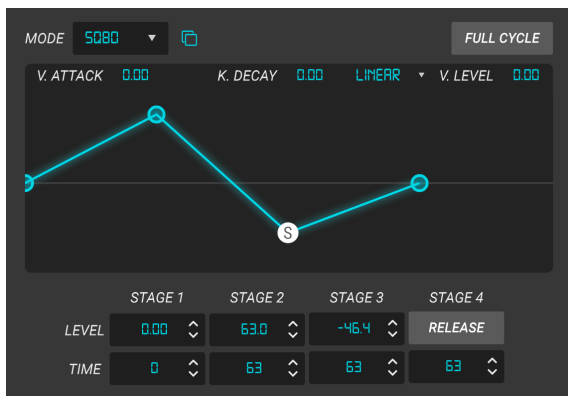 MODE SQ80 FULL CYCLE
V. ATTACK 0.00 K. DECAY 0.00 LINEAR V. LEVEL 0.00
S
STAGE 1 STAGE 2 STAGE 3 STAGE 4
LEVEL 0.00 63.0 -46.4 RELEASE
TIME 0 63 63 63